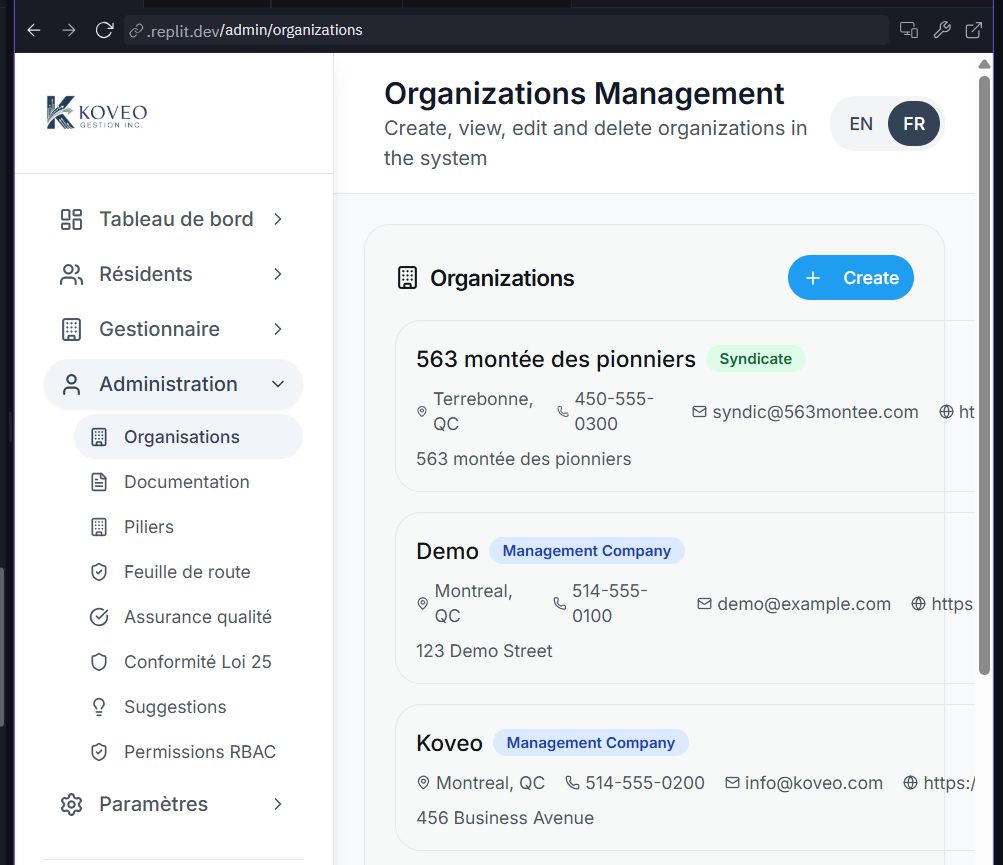 .replit.dev/admin/organizations
KOVEO
GESTION INC.
Tableau de bord
Résidents
Gestionnaire
Administration
Organisations
Documentation
Piliers
Feuille de route
Assurance qualité
Conformité Loi 25
Suggestions
Permissions RBAC
Paramètres
Organizations Management
Create, view, edit and delete organizations in
the system
EN FR
Organizations
+ Create
563 montée des pionniers Syndicate
Terrebonne,
QC
450-555-
0300
syndic@563montee.com
ht
563 montée des pionniers
Demo Management Company
Montreal,
QC
514-555-
0100
demo@example.com
https
123 Demo Street
Koveo Management Company
Montreal, QC 514-555-0200 info@koveo.com https:/
456 Business Avenue